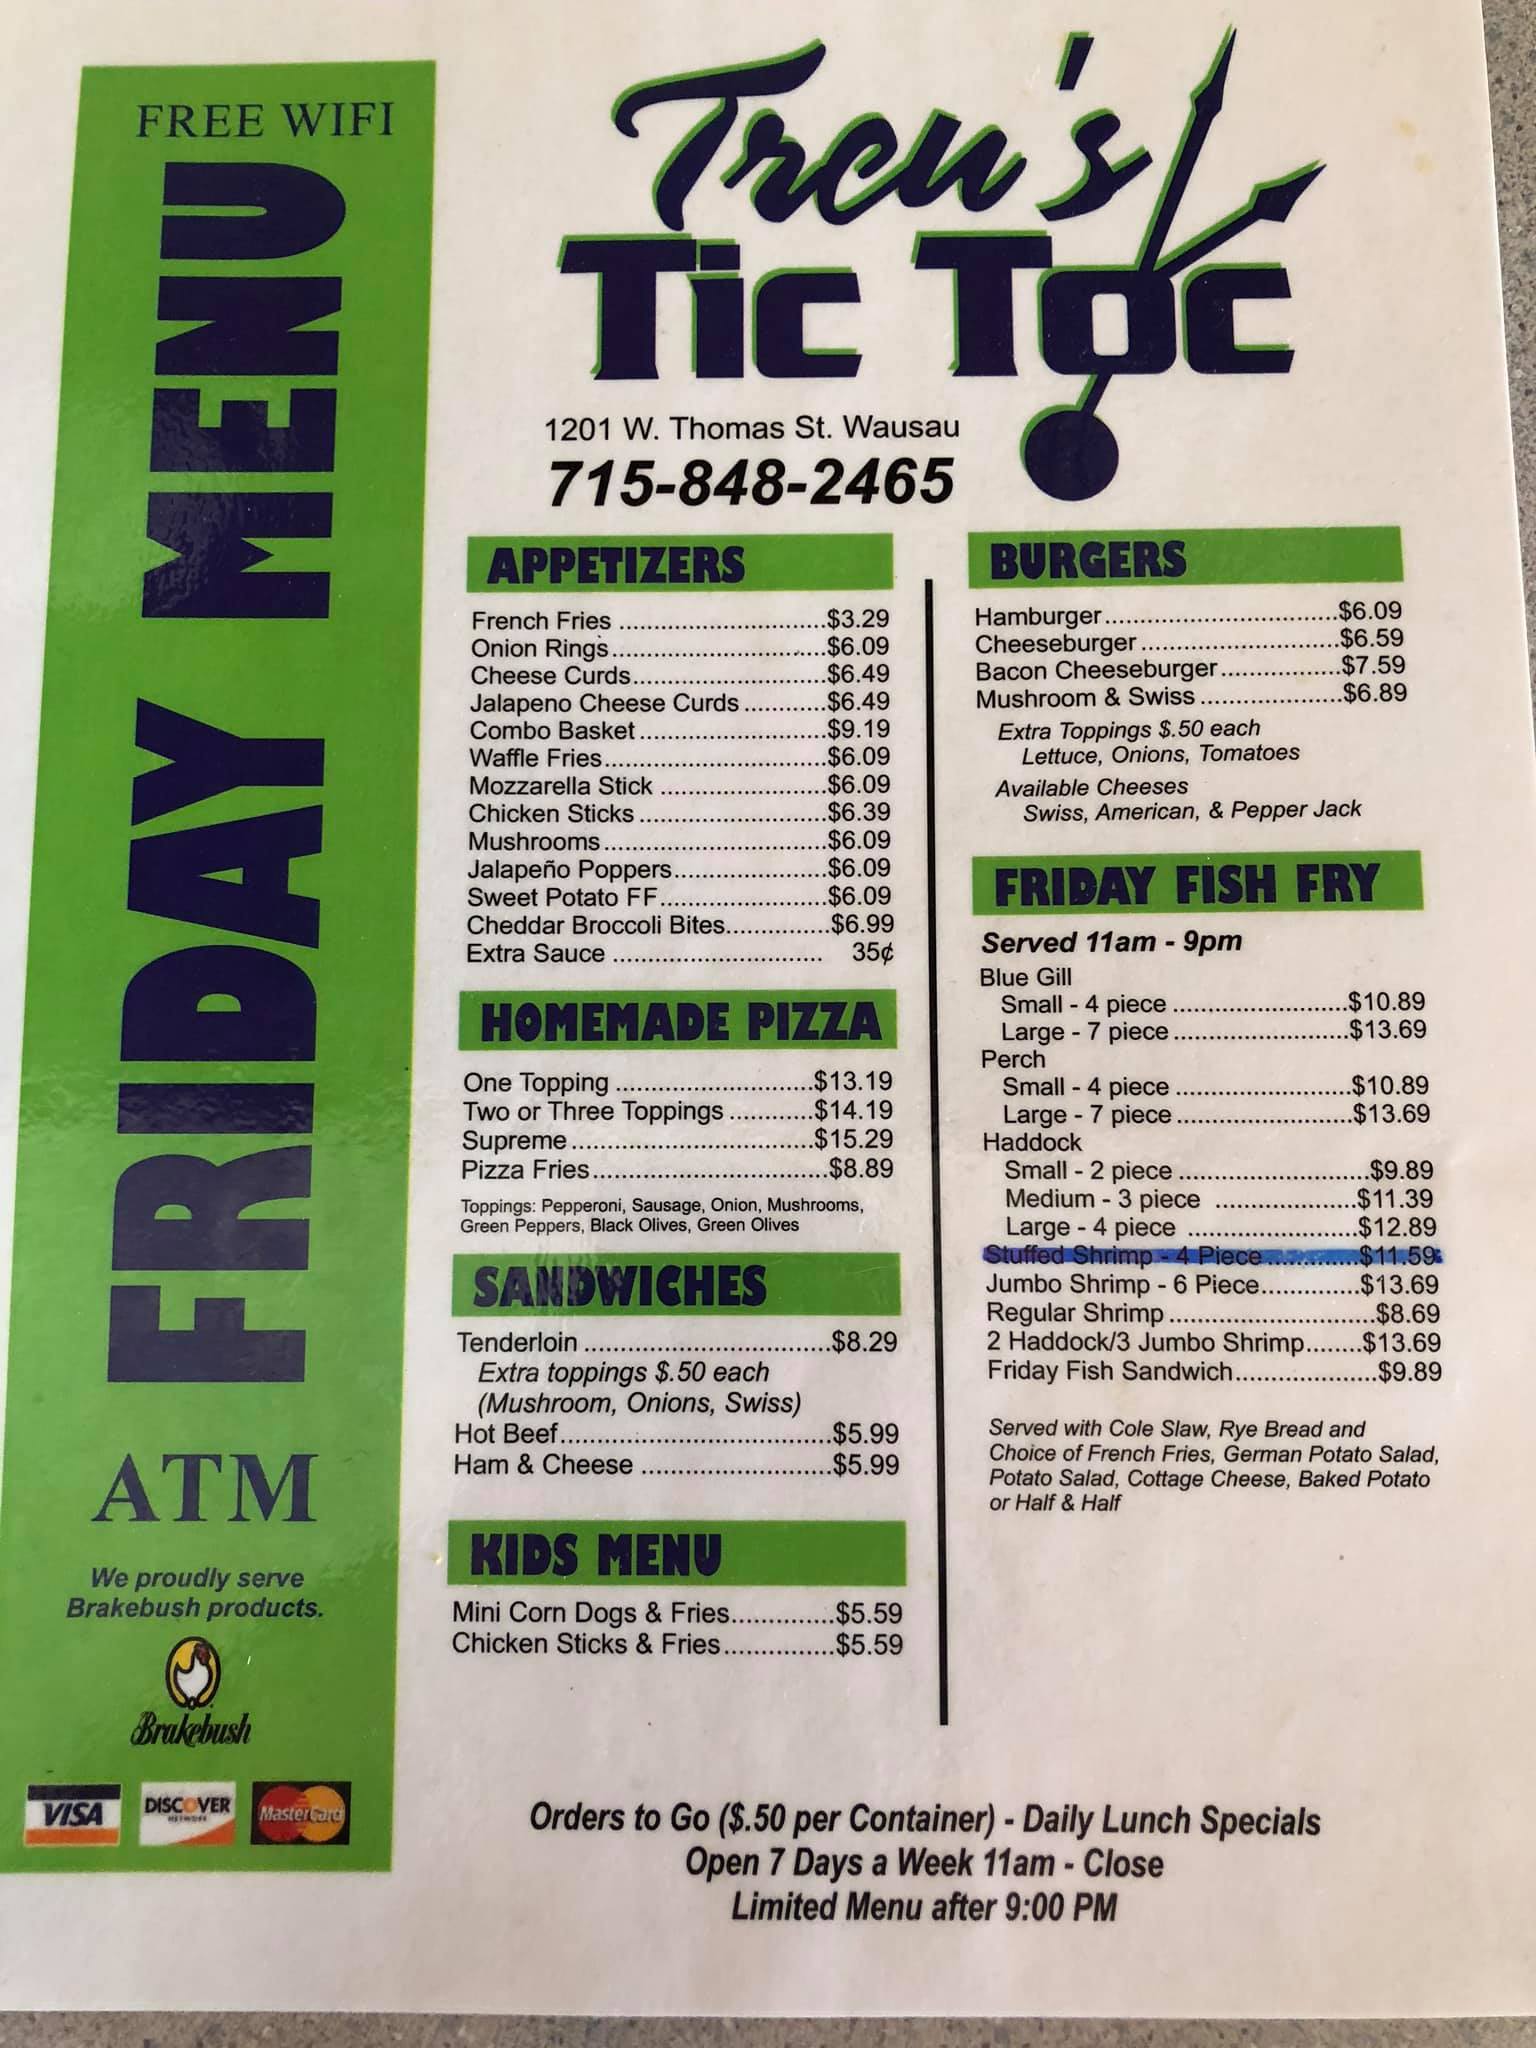 FREE WIFI
FRIDAY MENU
ATM
We proudly serve
Brakebush products.
Brakebush
VISA
DISCOVER
NETWORK
MasterCard
Treu's
Tic Toc
1201 W. Thomas St. Wausau
715-848-2465
APPETIZERS
French Fries ..............................$3.29
Onion Rings...............................$6.09
Cheese Curds............................$6.49
Jalapeno Cheese Curds ............$6.49
Combo Basket ...........................$9.19
Waffle Fries................................$6.09
Mozzarella Stick ........................$6.09
Chicken Sticks ...........................$6.39
Mushrooms................................$6.09
Jalapeño Poppers......................$6.09
Sweet Potato FF........................$6.09
Cheddar Broccoli Bites...............$6.99
Extra Sauce .............................. 35¢
HOMEMADE PIZZA
One Topping ............................$13.19
Two or Three Toppings ............$14.19
Supreme...................................$15.29
Pizza Fries..................................$8.89
Toppings: Pepperoni, Sausage, Onion, Mushrooms,
Green Peppers, Black Olives, Green Olives
SANDWICHES
Tenderloin ...................................$8.29
Extra toppings $.50 each
(Mushroom, Onions, Swiss)
Hot Beef......................................$5.99
Ham & Cheese ...........................$5.99
KIDS MENU
Mini Corn Dogs & Fries...............$5.59
Chicken Sticks & Fries................$5.59
BURGERS
Hamburger.................................$6.09
Cheeseburger ............................$6.59
Bacon Cheeseburger.................$7.59
Mushroom & Swiss ....................$6.89
Extra Toppings $.50 each
Lettuce, Onions, Tomatoes
Available Cheeses
Swiss, American, & Pepper Jack
FRIDAY FISH FRY
Served 11am - 9pm
Blue Gill
Small - 4 piece .........................$10.89
Large - 7 piece .........................$13.69
Perch
Small - 4 piece .........................$10.89
Large - 7 piece.........................$13.69
Haddock
Small - 2 piece ...........................$9.89
Medium - 3 piece ....................$11.39
Large - 4 piece ........................$12.89
Stuffed Shrimp - 4 Piece.............$11.59
Jumbo Shrimp - 6 Piece..............$13.69
Regular Shrimp.............................$8.69
2 Haddock/3 Jumbo Shrimp........$13.69
Friday Fish Sandwich....................$9.89
Served with Cole Slaw, Rye Bread and
Choice of French Fries, German Potato Salad,
Potato Salad, Cottage Cheese, Baked Potato
or Half & Half
Orders to Go ($.50 per Container) - Daily Lunch Specials
Open 7 Days a Week 11am - Close
Limited Menu after 9:00 PM